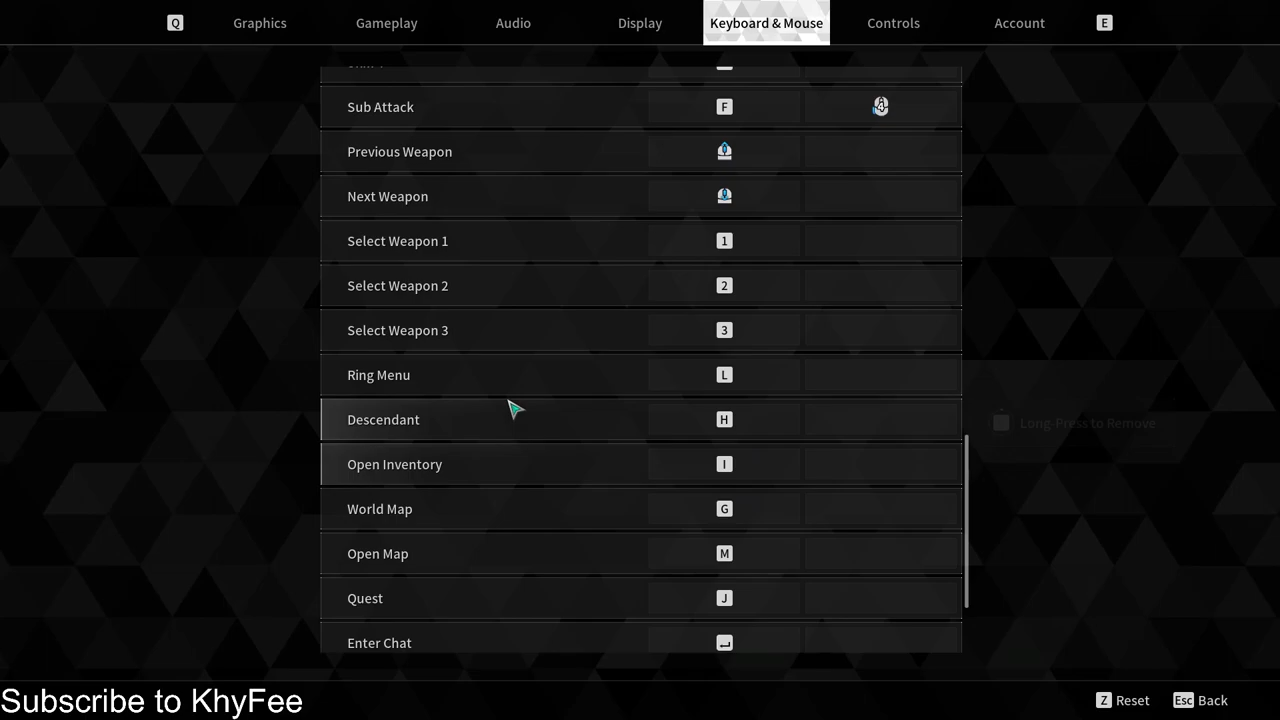 Q Graphics Gameplay Audio Display Keyboard & Mouse Controls Account E
Sub Attack F 4
Previous Weapon
Next Weapon
Select Weapon 1 1
Select Weapon 2 2
Select Weapon 3 3
Ring Menu L
Descendant H
Long-Press to Remove
Open Inventory I
World Map G
Open Map M
Quest J
Enter Chat
Subscribe to KhyFee
Z Reset Esc Back